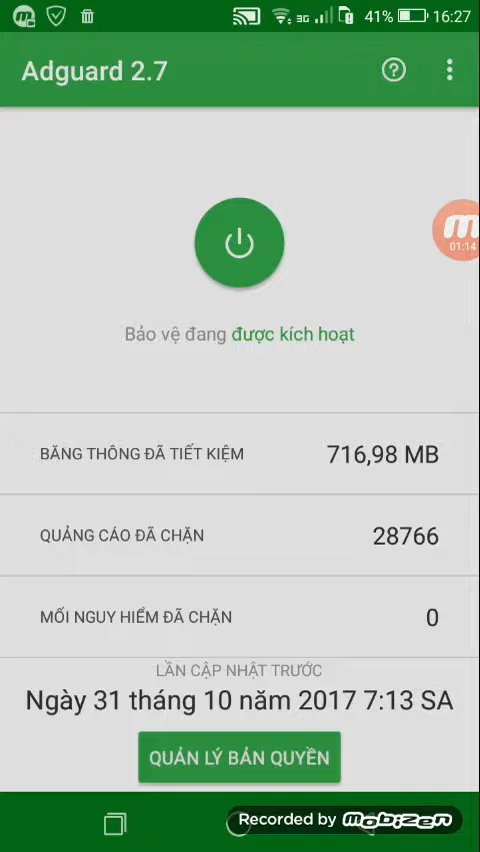 3G 41% 16:27
Adguard 2.7
01:14
Bảo vệ đang được kích hoạt
BĂNG THÔNG ĐÃ TIẾT KIỆM 716,98 MB
QUẢNG CÁO ĐÃ CHẶN 28766
MỐI NGUY HIỂM ĐÃ CHẶN 0
LẦN CẬP NHẬT TRƯỚC
Ngày 31 tháng 10 năm 2017 7:13 SA
QUẢN LÝ BẢN QUYỀN
Recorded by mobizen